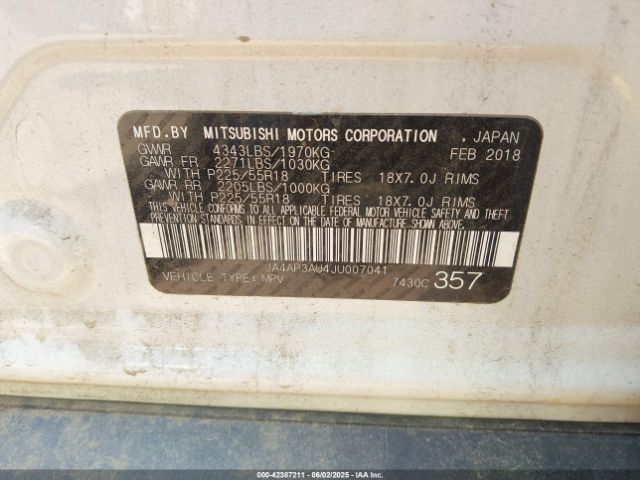 MFD.BY MITSUBISHI MOTORS CORPORATION , JAPAN
GVWR 4343LBS/1970KG FEB 2018
GAWR FR 2271LBS/1030KG
WITH P225/55R18 TIRES 18X7.0J RIMS
GAWR RR 2205LBS/1000KG
WITH P225/55R18 TIRES 18X7.0J RIMS
THIS VEHICLE CONFORMS TO ALL APPLICABLE FEDERAL MOTOR VEHICLE SAFETY AND THEFT
PREVENTION STANDARDS IN EFFECT ON THE DATE OF MANUFACTURE SHOWN ABOVE.
JA4AP3AU4JU007041
VEHICLE TYPE: MPV 7430C 357
000-42387211 - 06/02/2025 - IAAI.COM